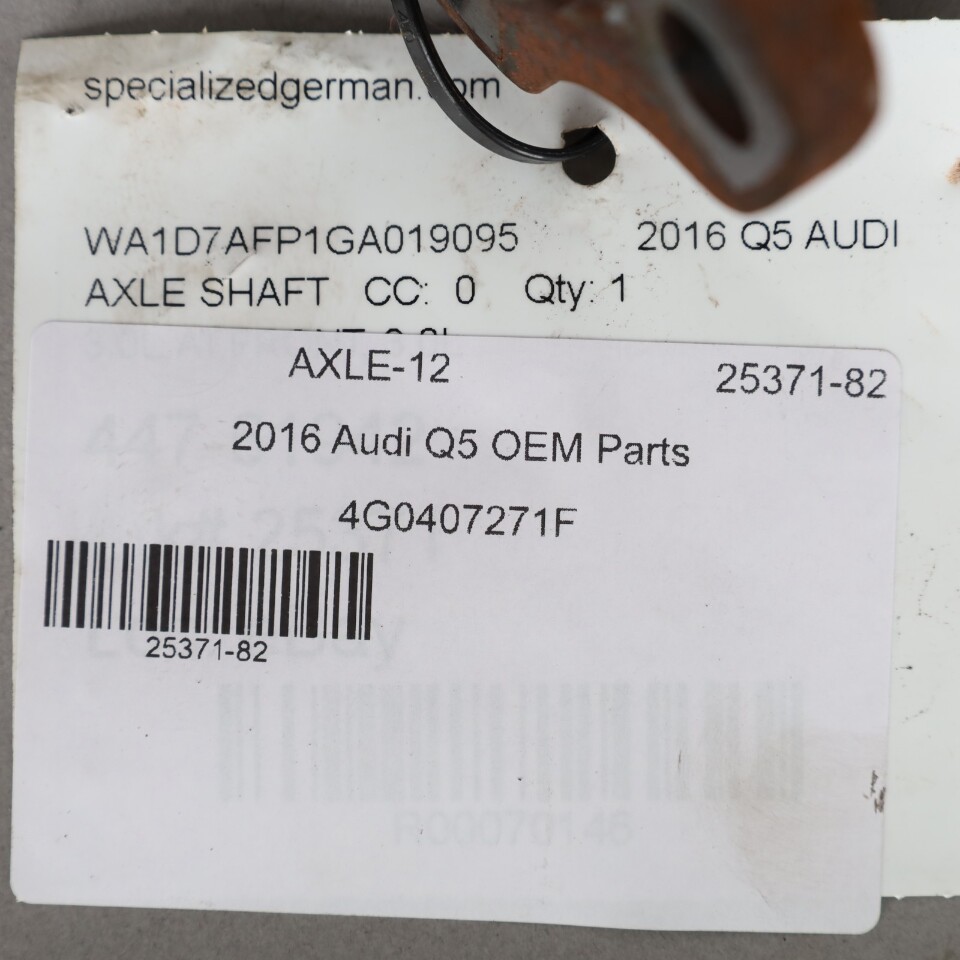 specializedgerman.com
WA1D7AFP1GA019095 2016 Q5 AUDI
AXLE SHAFT CC: 0 Qty: 1
AXLE-12 25371-82
2016 Audi Q5 OEM Parts
4G0407271F
25371-82
R00070146